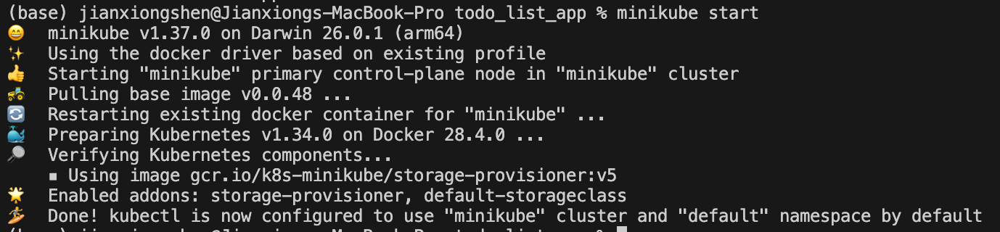 (base) jianxiongshen@Jianxiongs-MacBook-Pro todo_list_app % minikube start
😄 minikube v1.37.0 on Darwin 26.0.1 (arm64)
✨ Using the docker driver based on existing profile
👍 Starting "minikube" primary control-plane node in "minikube" cluster
🚜 Pulling base image v0.0.48 ...
🔄 Restarting existing docker container for "minikube" ...
🐳 Preparing Kubernetes v1.34.0 on Docker 28.4.0 ...
🔎 Verifying Kubernetes components...
▪ Using image gcr.io/k8s-minikube/storage-provisioner:v5
🌟 Enabled addons: storage-provisioner, default-storageclass
🏄 Done! kubectl is now configured to use "minikube" cluster and "default" namespace by default